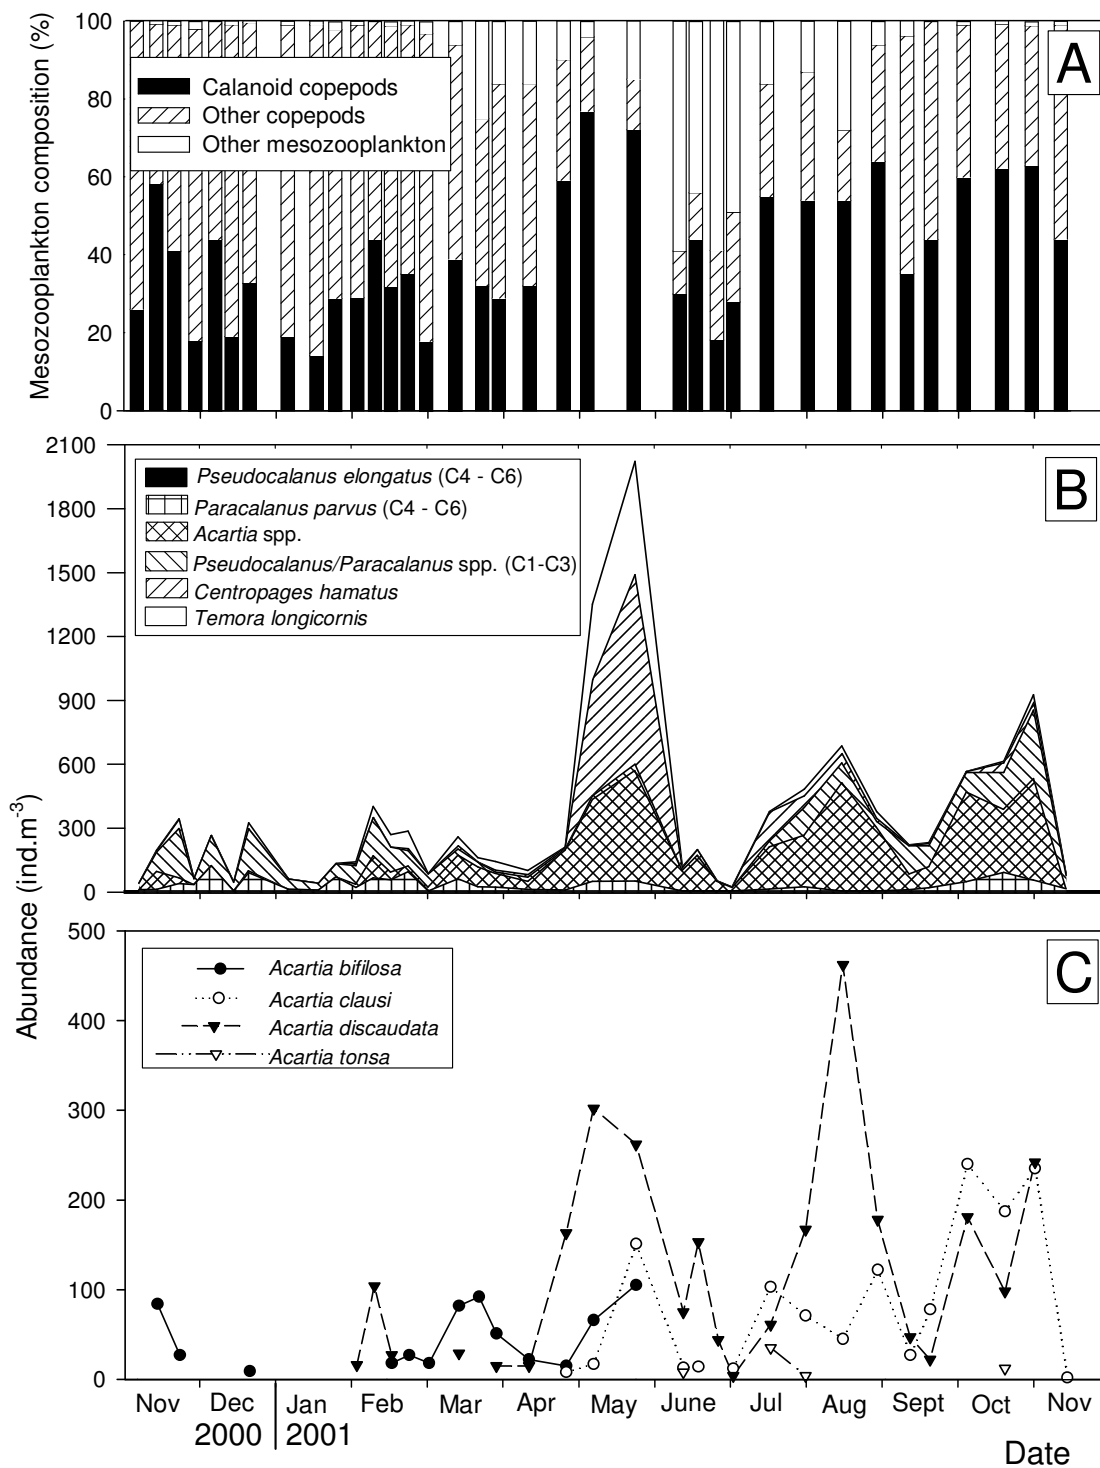 Mesozooplankton composition (%)
100
80
60
40
20
0
A
Calanoid copepods
Other copepods
Other mesozooplankton
Abundance (ind.m-3)
2100
1800
1500
1200
900
600
300
0
B
Pseudocalanus elongatus (C4 - C6)
Paracalanus parvus (C4 - C6)
Acartia spp.
Pseudocalanus/Paracalanus spp. (C1-C3)
Centropages hamatus
Temora longicornis
500
400
300
200
100
0
C
Acartia bifilosa
Acartia clausi
Acartia discaudata
Acartia tonsa
Nov Dec Jan Feb Mar Apr May June Jul Aug Sept Oct Nov
2000 2001
Date